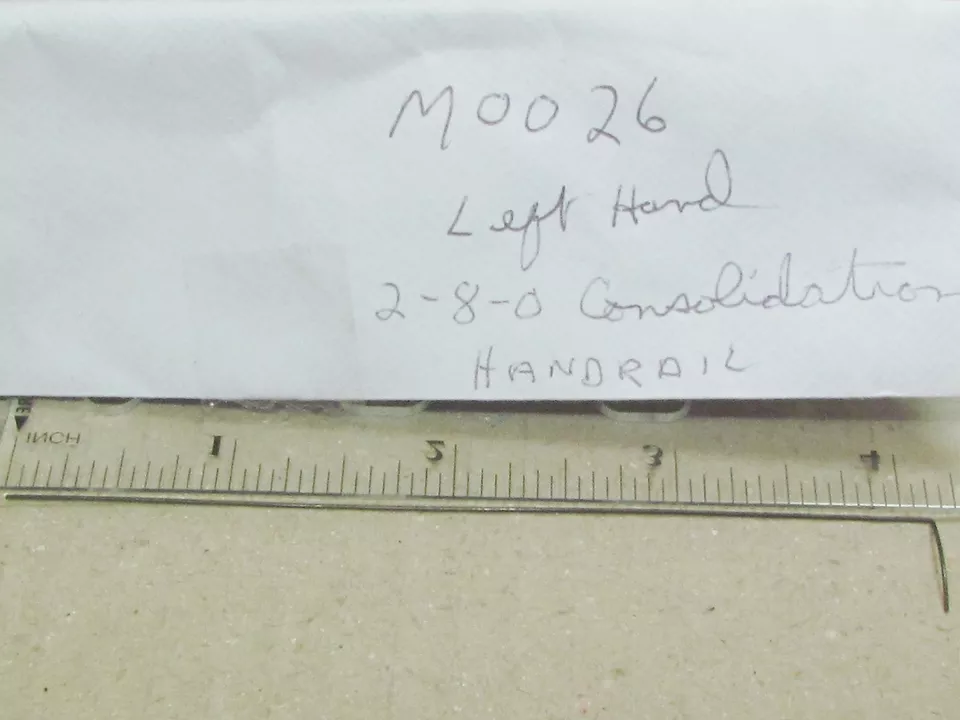 M0026
Left Hand
2-8-0 Consolidation
HANDRAIL
INCH
1 2 3 4